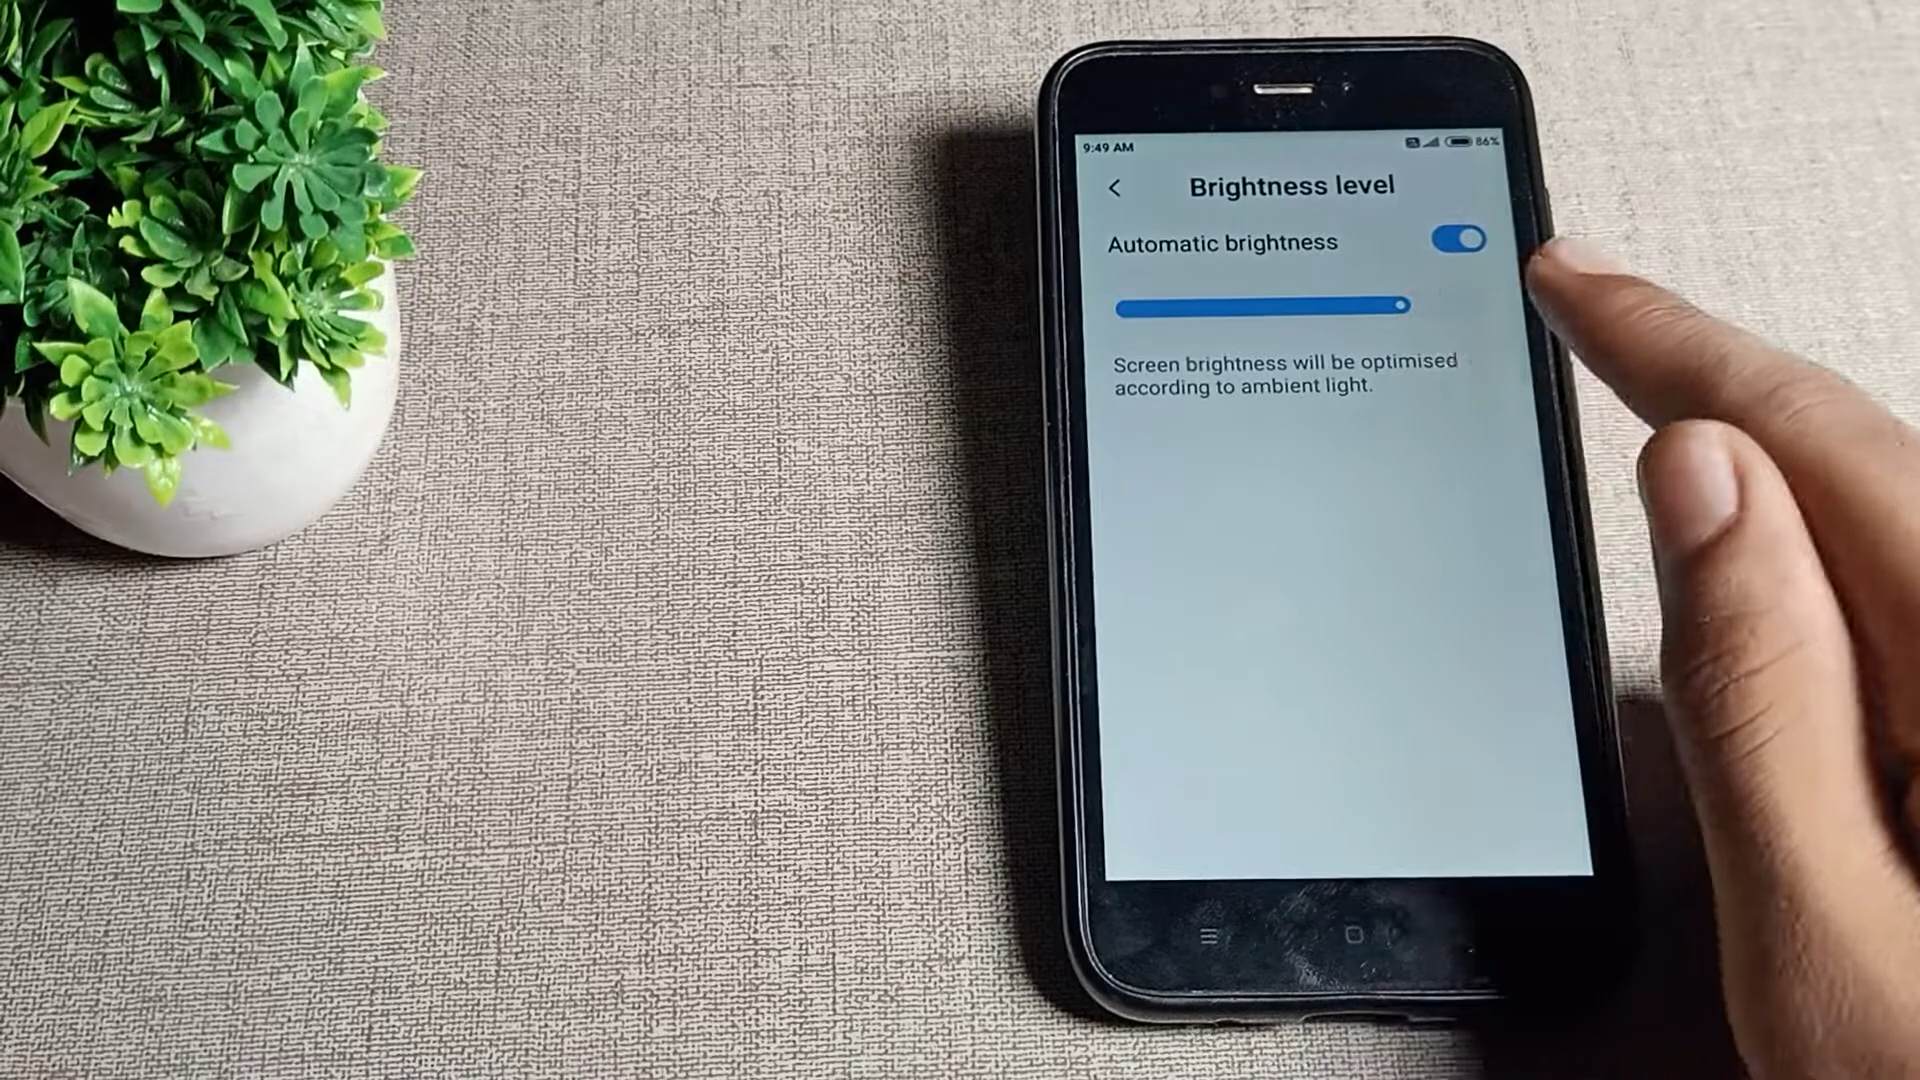 9:49 AM
86%
Brightness level
Automatic brightness
Screen brightness will be optimised
according to ambient light.